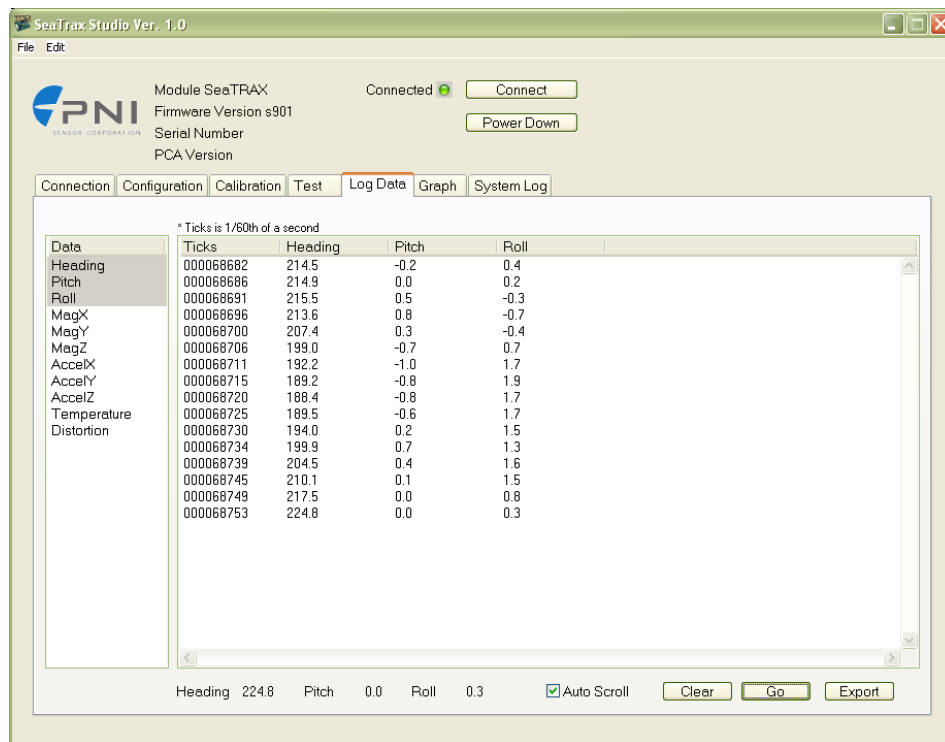 SeaTrax Studio Ver. 1.0
File Edit
PNI
SENSOR CORPORATION
Module SeaTRAX
Firmware Version s901
Serial Number
PCA Version
Connected
Connect
Power Down
Connection Configuration Calibration Test Log Data Graph System Log
* Ticks is 1/60th of a second
Data
Heading
Pitch
Roll
MagX
MagY
MagZ
AccelX
AccelY
AccelZ
Temperature
Distortion
Ticks Heading Pitch Roll
000068682 214.5 -0.2 0.4
000068686 214.9 0.0 0.2
000068691 215.5 0.5 -0.3
000068696 213.6 0.8 -0.7
000068700 207.4 0.3 -0.4
000068706 199.0 -0.7 0.7
000068711 192.2 -1.0 1.7
000068715 189.2 -0.8 1.9
000068720 188.4 -0.8 1.7
000068725 189.5 -0.6 1.7
000068730 194.0 0.2 1.5
000068734 199.9 0.7 1.3
000068739 204.5 0.4 1.6
000068745 210.1 0.1 1.5
000068749 217.5 0.0 0.8
000068753 224.8 0.0 0.3
Heading 224.8 Pitch 0.0 Roll 0.3 Auto Scroll Clear Go Export